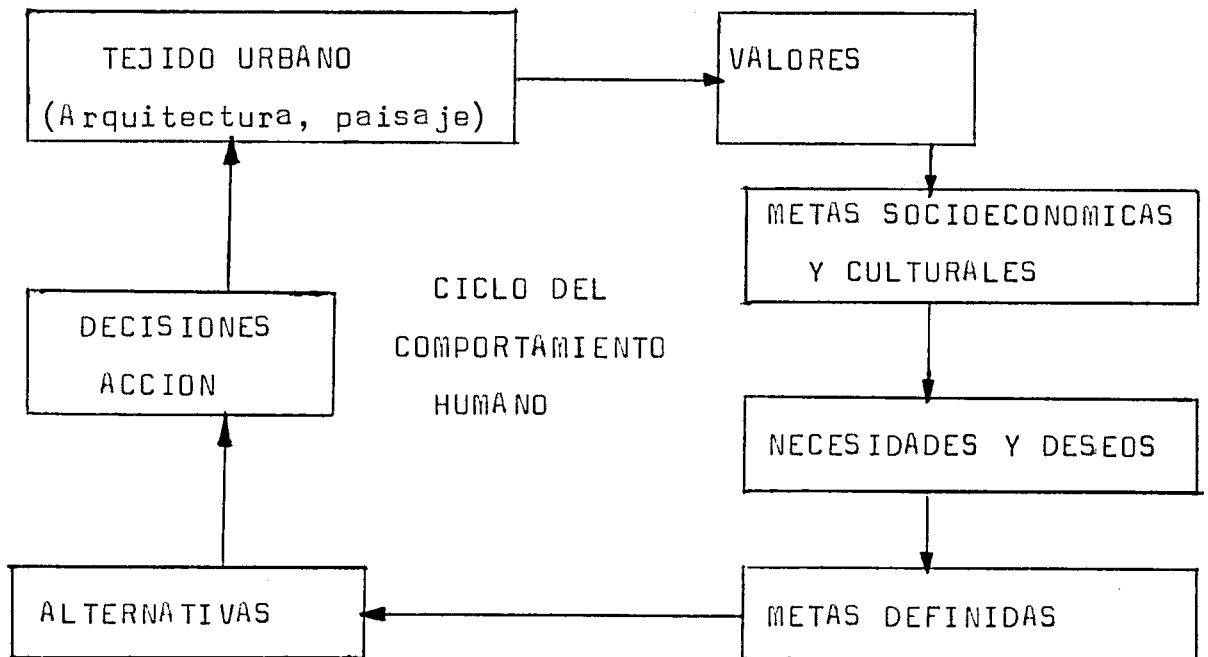 TEJIDO URBANO
(Arquitectura, paisaje)
VALORES
METAS SOCIOECONOMICAS
Y CULTURALES
NECESIDADES Y DESEOS
METAS DEFINIDAS
ALTERNATIVAS
DECISIONES
ACCION
CICLO DEL
COMPORTAMIENTO
HUMANO